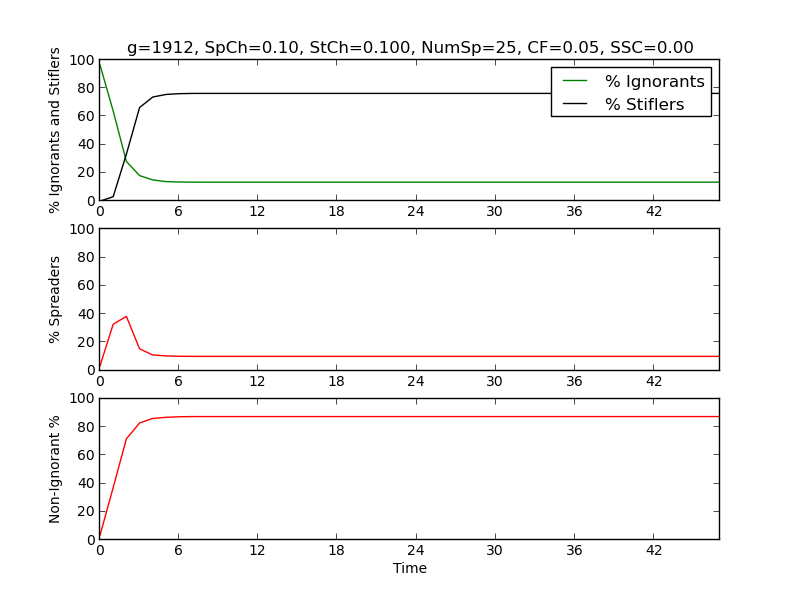 g=1912, SpCh=0.10, StCh=0.100, NumSp=25, CF=0.05, SSC=0.00
% Ignorants and Stiflers
100
80
60
40
20
0
% Ignorants
% Stiflers
0 6 12 18 24 30 36 42
% Spreaders
100
80
60
40
20
0
0 6 12 18 24 30 36 42
Non-Ignorant %
100
80
60
40
20
0
0 6 12 18 24 30 36 42
Time